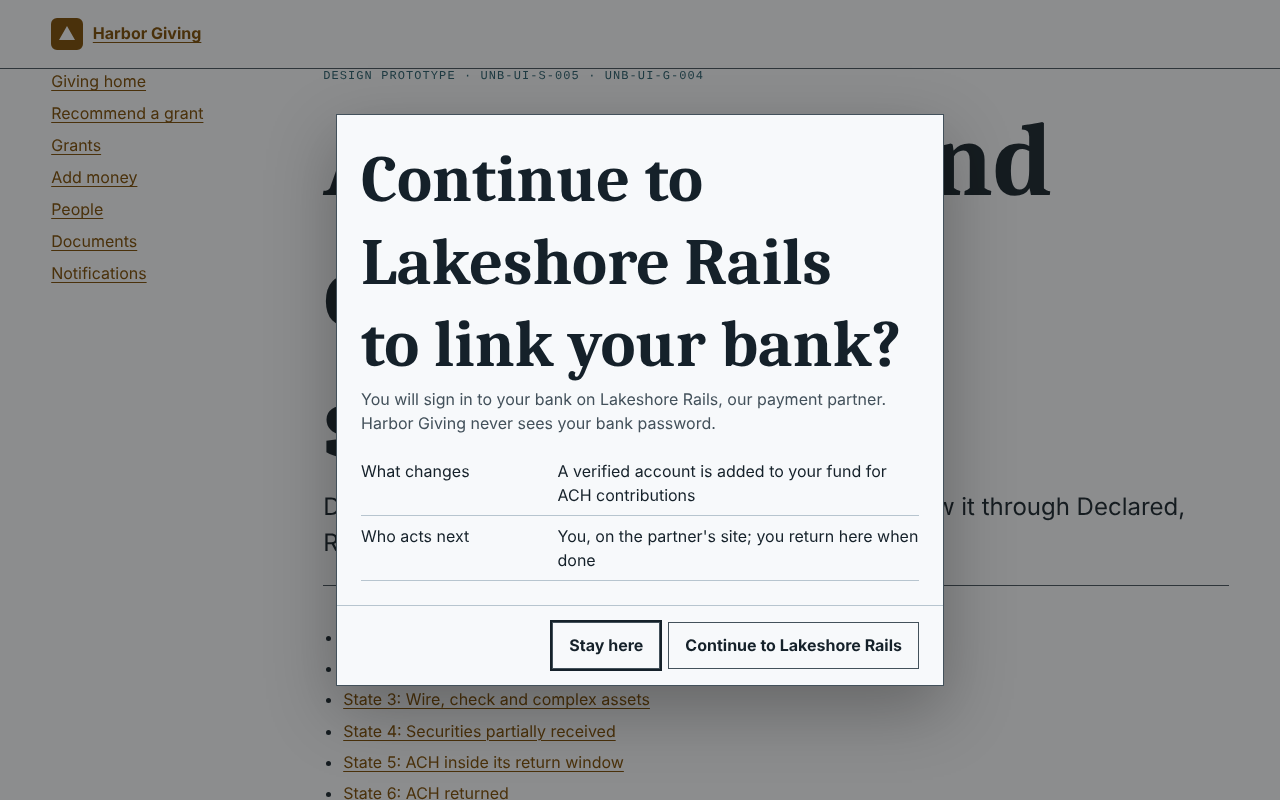 Harbor Giving
Giving home
Recommend a grant
Grants
Add money
People
Documents
Notifications
DESIGN PROTOTYPE · UNB-UI-S-005 · UNB-UI-G-004
Continue to
Lakeshore Rails
to link your bank?
You will sign in to your bank on Lakeshore Rails, our payment partner.
Harbor Giving never sees your bank password.
What changes
A verified account is added to your fund for
ACH contributions
Who acts next
You, on the partner's site; you return here when
done
Stay here
Continue to Lakeshore Rails
it through Declared,
State 3: Wire, check and complex assets
State 4: Securities partially received
State 5: ACH inside its return window
State 6: ACH returned